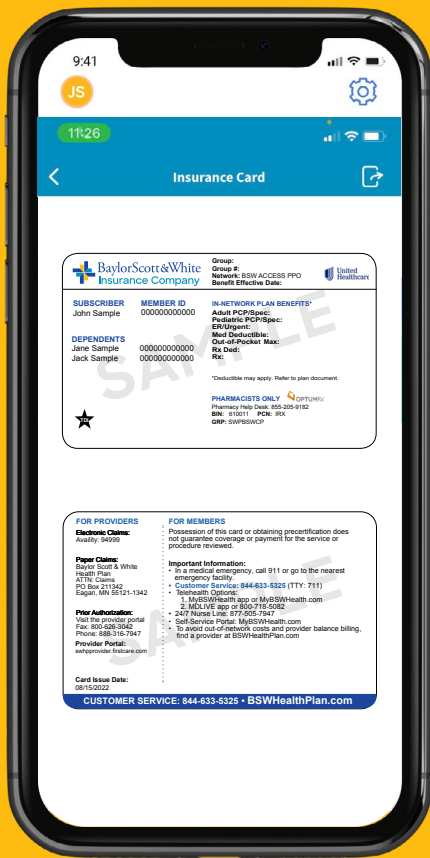 9:41
JS
11:26
Insurance Card
BaylorScott&White
Insurance Company
Group:
Group #:
Network: BSW ACCESS PPO
Benefit Effective Date:
United
Healthcare
SUBSCRIBER MEMBER ID
John Sample 000000000000
DEPENDENTS
Jane Sample 000000000000
Jack Sample 000000000000
IN-NETWORK PLAN BENEFITS*
Adult PCP/Spec:
Pediatric PCP/Spec:
ER/Urgent:
Med Deductible:
Out-of-Pocket Max:
Rx Ded:
Rx:
*Deductible may apply. Refer to plan document.
PHARMACISTS ONLY OPTUMRx
Pharmacy Help Desk: 855-205-9182
BIN: 610011 PCN: IRX
GRP: SWPBSWCP
SAMPLE
FOR PROVIDERS
Electronic Claims:
Availity: 94999
Paper Claims:
Baylor Scott & White
Health Plan
ATTN: Claims
PO Box 211342
Eagan, MN 55121-1342
Prior Authorization:
Visit the provider portal
Fax: 800-626-3042
Phone: 888-316-7947
Provider Portal:
swhpprovider.firstcare.com
Card Issue Date:
08/15/2022
FOR MEMBERS
Possession of this card or obtaining precertification does
not guarantee coverage or payment for the service or
procedure reviewed.
Important Information:
• In a medical emergency, call 911 or go to the nearest
emergency facility.
• Customer Service: 844-633-5325 (TTY: 711)
• Telehealth Options:
1. MyBSWHealth app or MyBSWHealth.com
2. MDLIVE app or 800-718-5082
• 24/7 Nurse Line: 877-505-7947
• Self-Service Portal: MyBSWHealth.com
• To avoid out-of-network costs and provider balance billing,
find a provider at BSWHealthPlan.com
SAMPLE
CUSTOMER SERVICE: 844-633-5325 • BSWHealthPlan.com